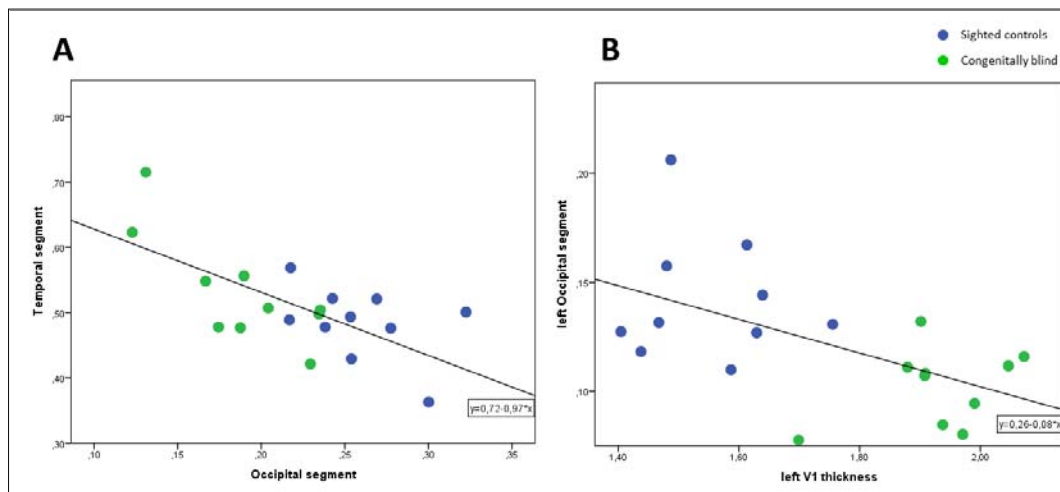 A
B
Sighted controls
Congenitally blind
Temporal segment
,80
,70
,60
,50
,40
,30
y=0,72-0,97*x
,10
,15
,20
,25
,30
,35
Occipital segment
left Occipital segment
,20
,15
,10
y=0,26-0,08*x
1,40
1,60
1,80
2,00
left V1 thickness